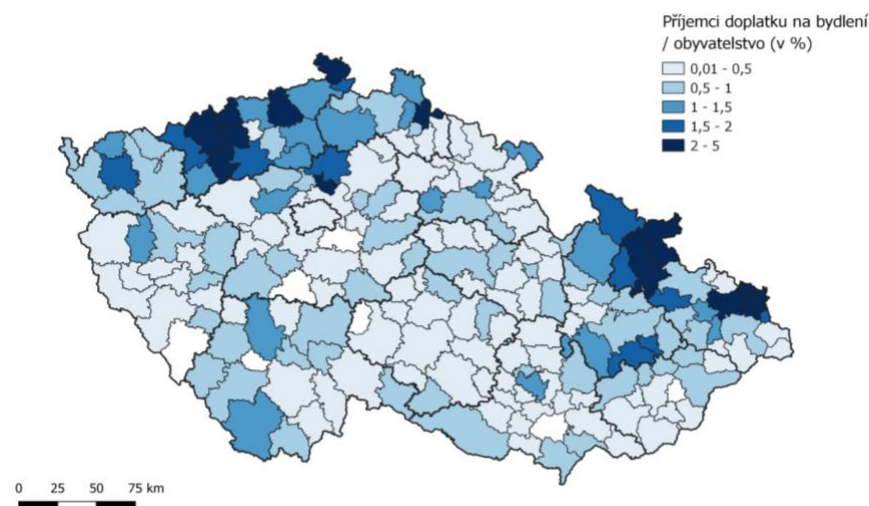 Příjemci doplatku na bydlení
/ obyvatelstvo (v %)
0,01 - 0,5
0,5 - 1
1 - 1,5
1,5 - 2
2 - 5
0 25 50 75 km